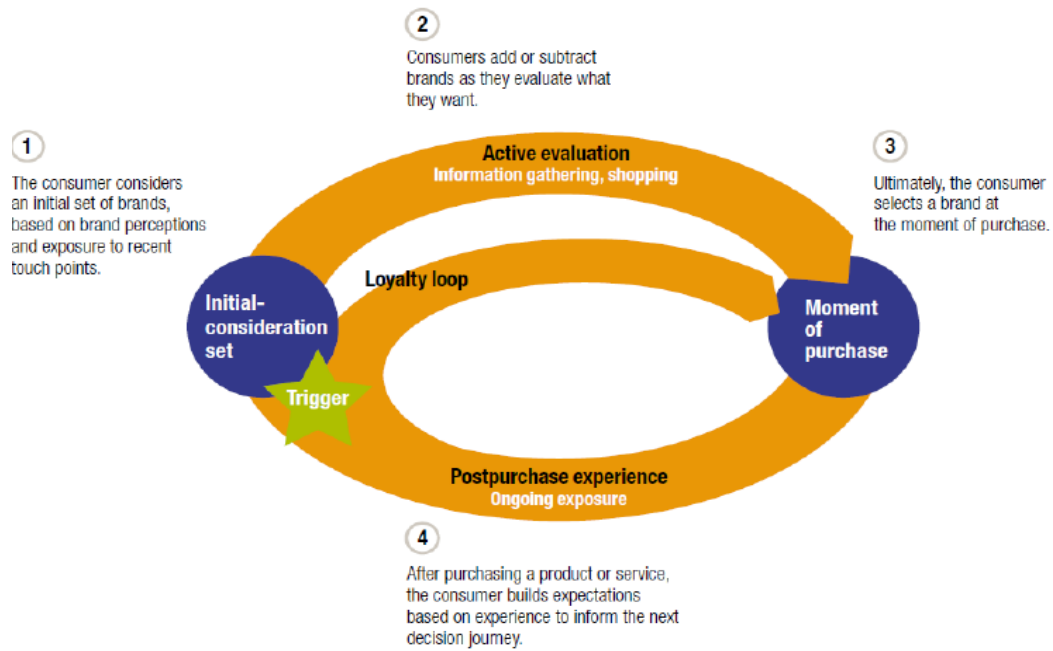 1
The consumer considers
an initial set of brands,
based on brand perceptions
and exposure to recent
touch points.
2
Consumers add or subtract
brands as they evaluate what
they want.
3
Ultimately, the consumer
selects a brand at
the moment of purchase.
Active evaluation
Information gathering, shopping
Loyalty loop
Initial-
consideration
set
Trigger
Moment
of
purchase
Postpurchase experience
Ongoing exposure
4
After purchasing a product or service,
the consumer builds expectations
based on experience to inform the next
decision journey.